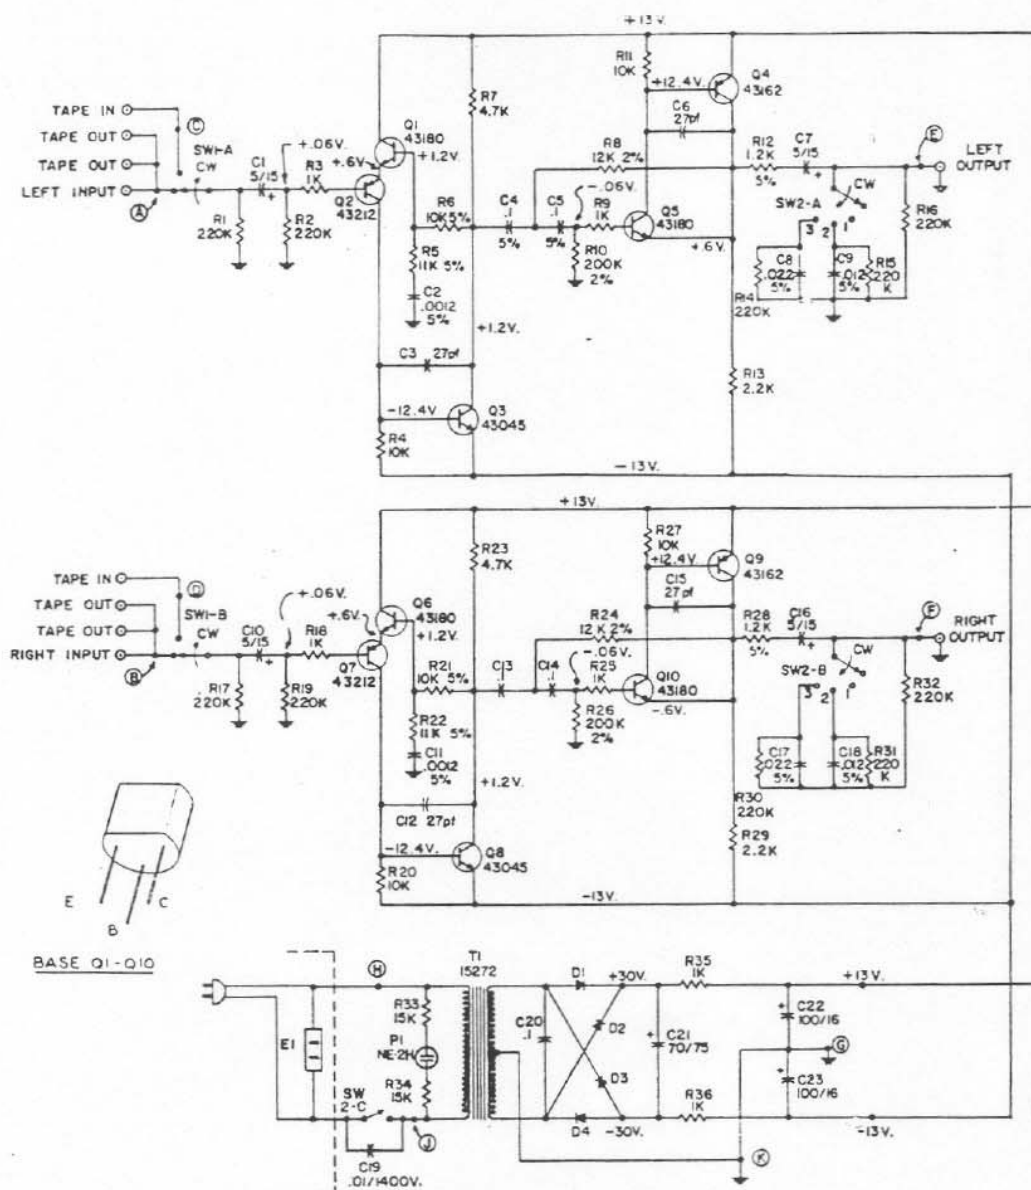 +13 V.
R11
10K
Q4
43162
+12.4V.
R7
4.7K
C6
27pf
TAPE IN
TAPE OUT
TAPE OUT
LEFT INPUT
C
SW1-A
CW
A
C1
5/15
+
+.06V.
R3
1K
+.6V
Q1
43180
+1.2V.
Q2
43212
R1
220K
R2
220K
R6
10K 5%
C4
.1
5%
C5
.1
5%
R8
12K 2%
-.06V.
R9
1K
R10
200K
2%
Q5
43180
+.6V.
R12
1.2K
5%
C7
5/15
+
E
LEFT
OUTPUT
CW
SW2-A
3
2
1
R16
220K
C8
.022
5%
C9
.012
5%
R15
220
K
R14
220K
R5
11K 5%
C2
.0012
5%
+1.2V.
C3
27pf
R13
2.2K
-12.4V
Q3
43045
R4
10K
-13V.
+13V.
R27
10K
+12.4V.
Q9
43162
R23
4.7K
C15
27pf
TAPE IN
TAPE OUT
TAPE OUT
RIGHT INPUT
D
SW1-B
CW
B
C10
5/15
+
+.06V.
R18
1K
+.6V.
Q6
43180
+1.2V.
Q7
43212
R17
220K
R19
220K
R21
10K 5%
C13
.1
C14
.1
R24
12K 2%
-.06V.
R25
1K
R26
200K
2%
Q10
43180
-.6V.
R28
1.2K
5%
C16
5/15
+
F
RIGHT
OUTPUT
CW
SW2-B
3
2
1
R32
220K
C17
.022
5%
C18
.012
5%
R31
220
K
R22
11K 5%
C11
.0012
5%
+1.2V.
C12
27pf
R30
220K
R29
2.2K
-12.4V.
Q8
43045
R20
10K
-13V.
E
B
C
BASE Q1-Q10
H
E1
R33
15K
P1
NE-2H
R34
15K
SW
2-C
J
C19
.01/1400V.
T1
15272
C20
.1
D1
D2
D3
D4
+30V.
-30V.
+
C21
70/75
R35
1K
R36
1K
+13V.
-13V.
+
C22
100/16
+
C23
100/16
G
K